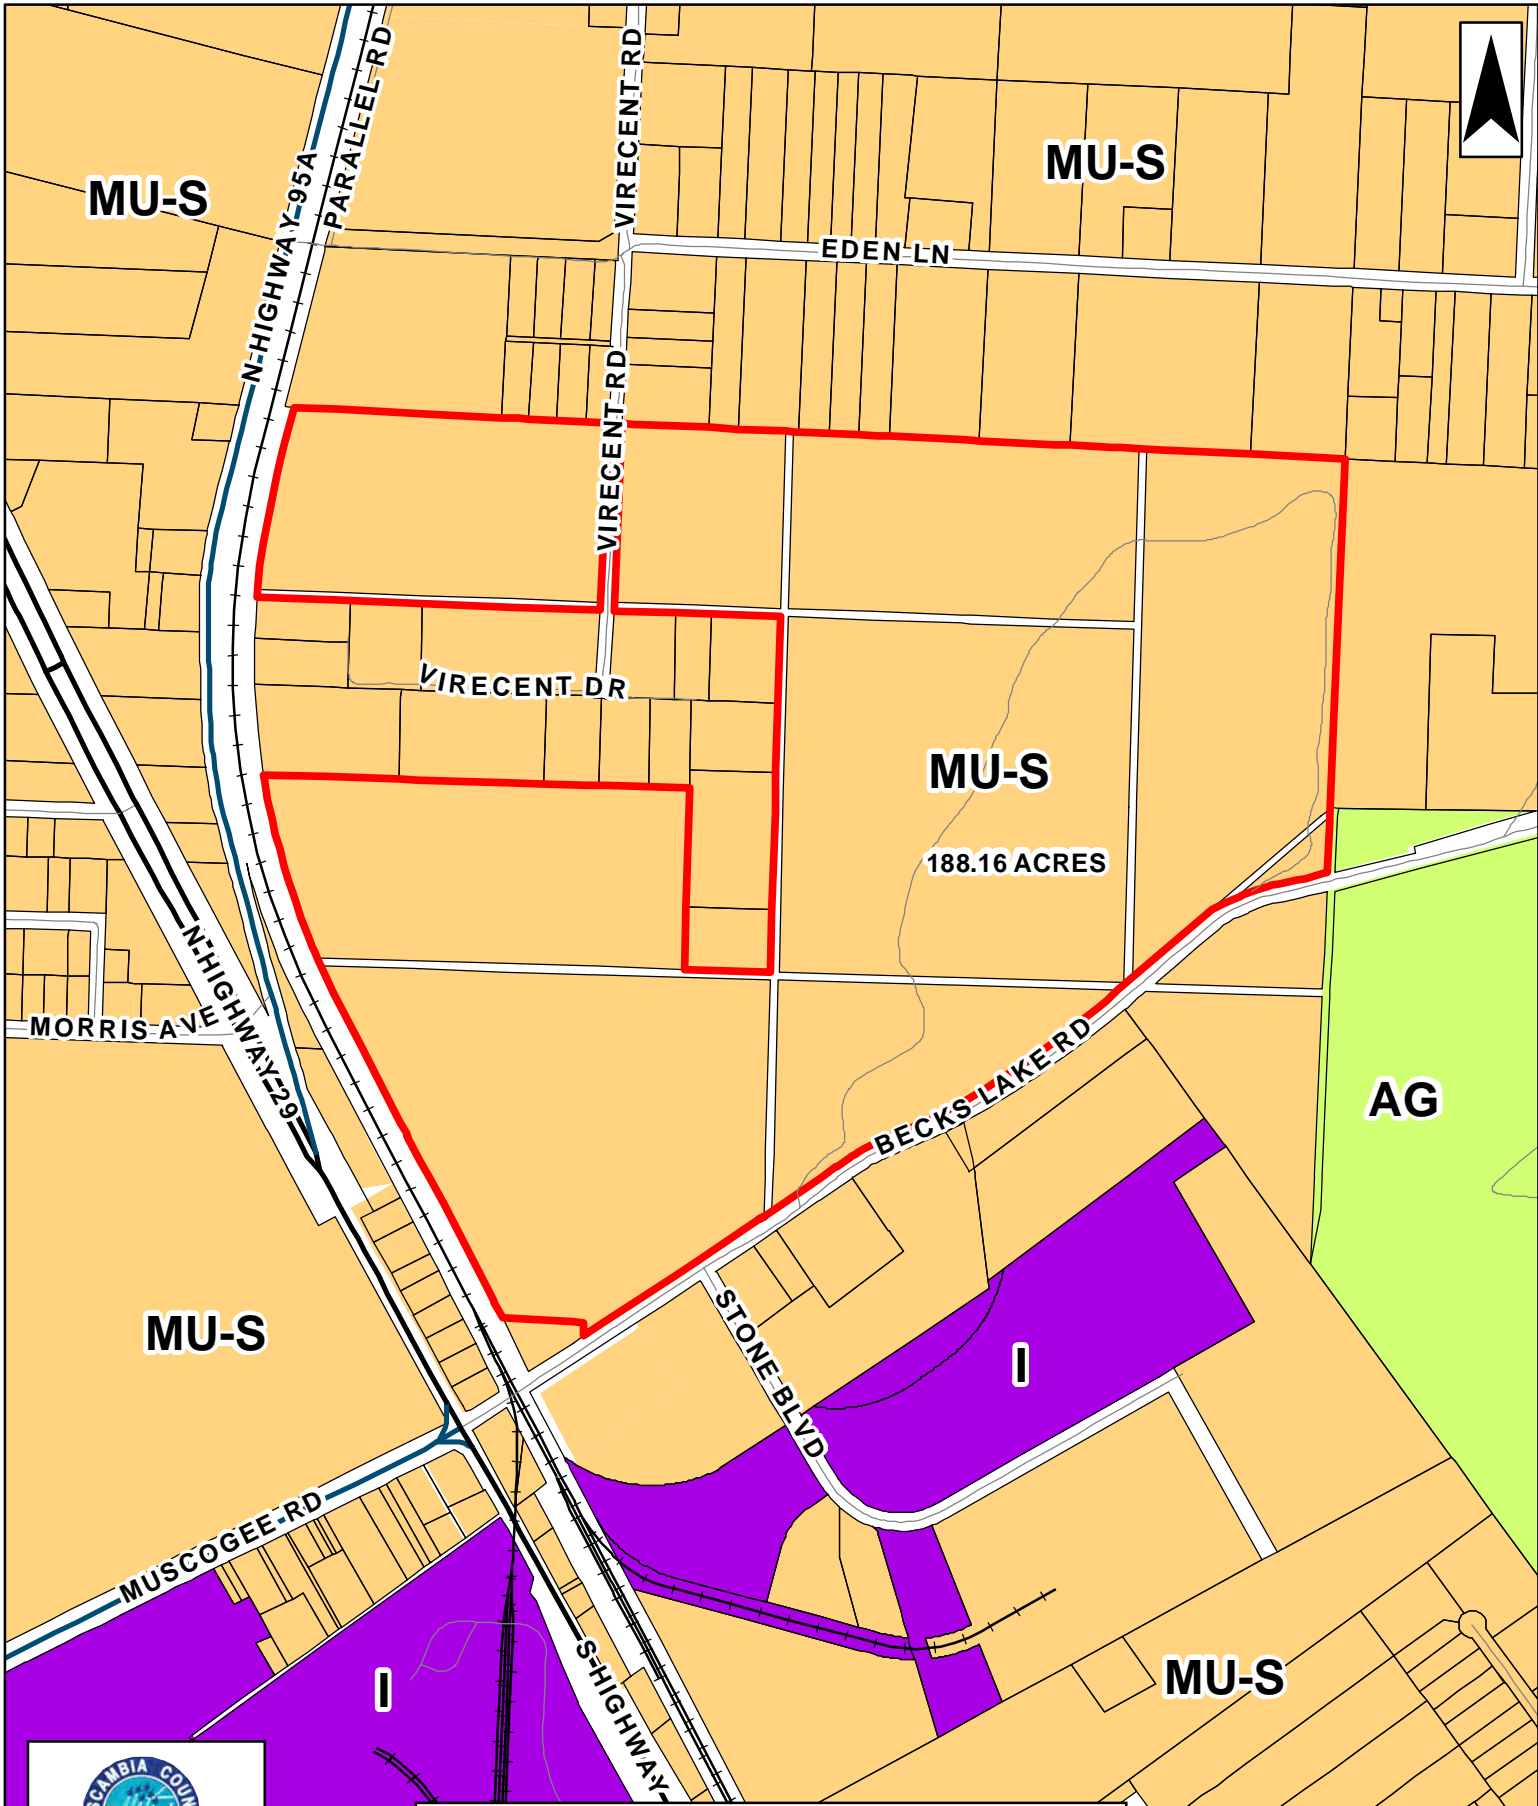 PARALLEL RD
VIRECENT RD
MU-S
MU-S
N HIGHWAY 95A
EDEN LN
VIRECENT RD
VIRECENT DR
MU-S
188.16 ACRES
N HIGHWAY 29
MORRIS AVE
BECKS LAKE RD
AG
MU-S
STONE BLVD
I
MUSCOGEE RD
I
S HIGHWAY
MU-S